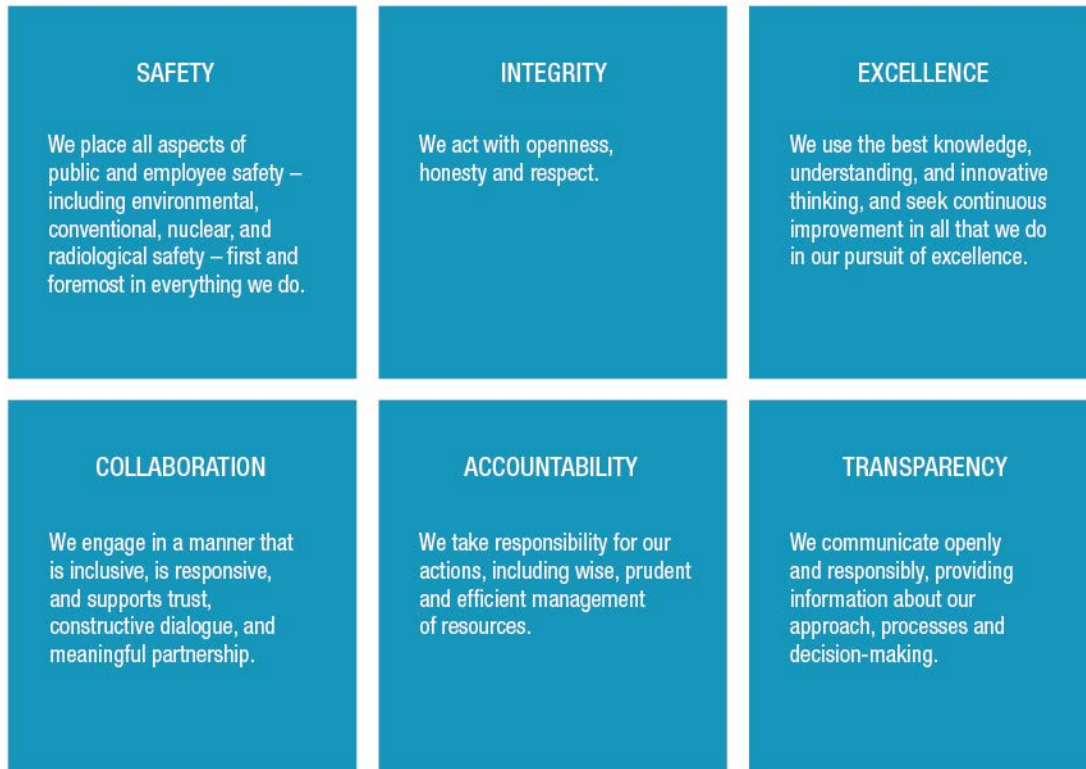 SAFETY
We place all aspects of
public and employee safety –
including environmental,
conventional, nuclear, and
radiological safety – first and
foremost in everything we do.
INTEGRITY
We act with openness,
honesty and respect.
EXCELLENCE
We use the best knowledge,
understanding, and innovative
thinking, and seek continuous
improvement in all that we do
in our pursuit of excellence.
COLLABORATION
We engage in a manner that
is inclusive, is responsive,
and supports trust,
constructive dialogue, and
meaningful partnership.
ACCOUNTABILITY
We take responsibility for our
actions, including wise, prudent
and efficient management
of resources.
TRANSPARENCY
We communicate openly
and responsibly, providing
information about our
approach, processes and
decision-making.